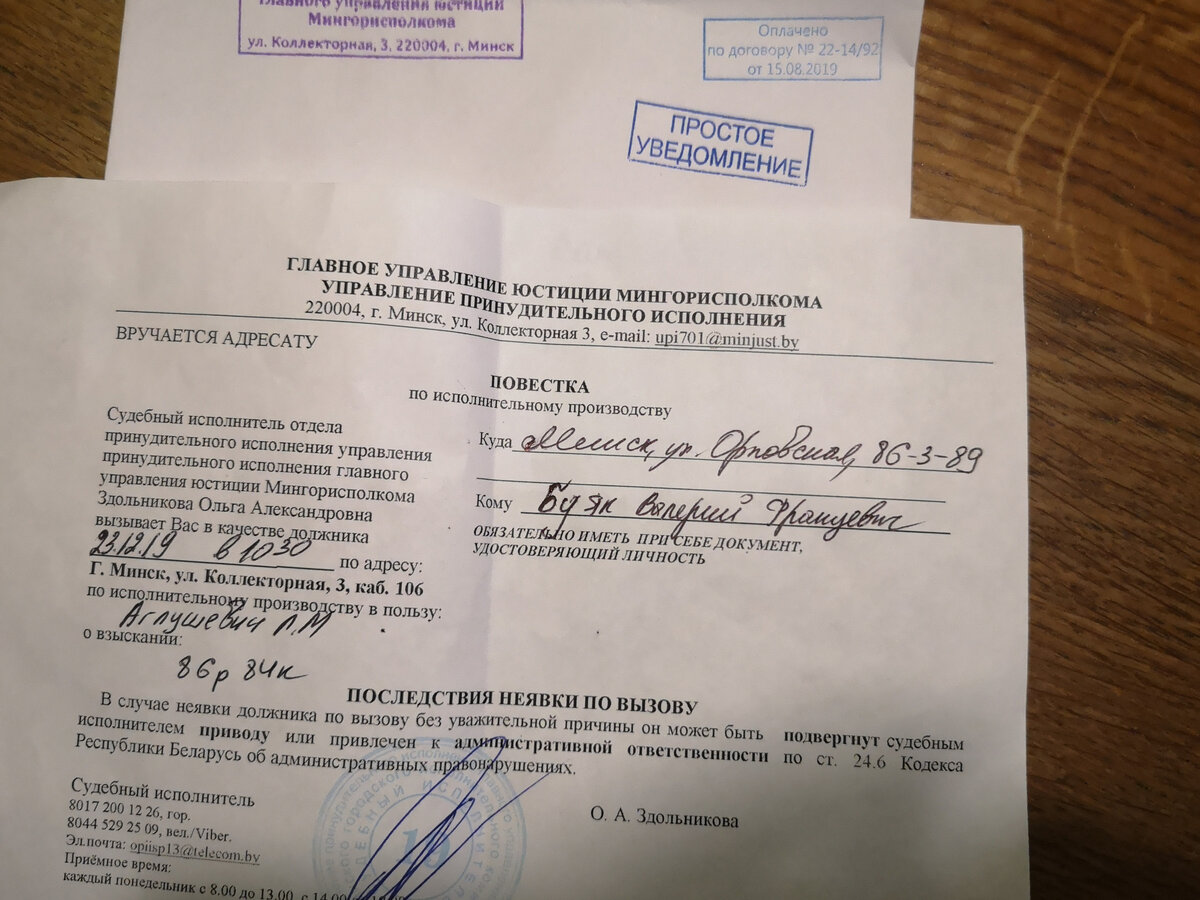 Главного управления юстиции
Мингорисполкома
ул. Коллекторная, 3, 220004, г. Минск
Оплачено
по договору № 22-14/92
от 15.08.2019
ПРОСТОЕ
УВЕДОМЛЕНИЕ
ГЛАВНОЕ УПРАВЛЕНИЕ ЮСТИЦИИ МИНГОРИСПОЛКОМА
УПРАВЛЕНИЕ ПРИНУДИТЕЛЬНОГО ИСПОЛНЕНИЯ
220004, г. Минск, ул. Коллекторная 3, e-mail: upi701@minjust.by
ВРУЧАЕТСЯ АДРЕСАТУ
ПОВЕСТКА
по исполнительному производству
Судебный исполнитель отдела
принудительного исполнения управления
принудительного исполнения главного
управления юстиции Мингорисполкома
Здольникова Ольга Александровна
вызывает Вас в качестве должника
23.12.19 в 1030 по адресу:
Г. Минск, ул. Коллекторная, 3, каб. 106
по исполнительному производству в пользу:
Аглушевич Л.М
о взыскании:
86р 84к
Куда Минск, ул. Орловская, 86-3-89
Кому Буяк Валерий Францевич
ОБЯЗАТЕЛЬНО ИМЕТЬ ПРИ СЕБЕ ДОКУМЕНТ,
УДОСТОВЕРЯЮЩИЙ ЛИЧНОСТЬ
ПОСЛЕДСТВИЯ НЕЯВКИ ПО ВЫЗОВУ
В случае неявки должника по вызову без уважительной причины он может быть подвергнут судебным
исполнителем приводу или привлечен к административной ответственности по ст. 24.6 Кодекса
Республики Беларусь об административных правонарушениях.
Судебный исполнитель
8017 200 12 26, гор.
8044 529 25 09, вел./Viber.
Эл.почта: opiisp13@telecom.by
Приёмное время:
каждый понедельник с 8.00 до 13.00, с 14.00
О. А. Здольникова
19